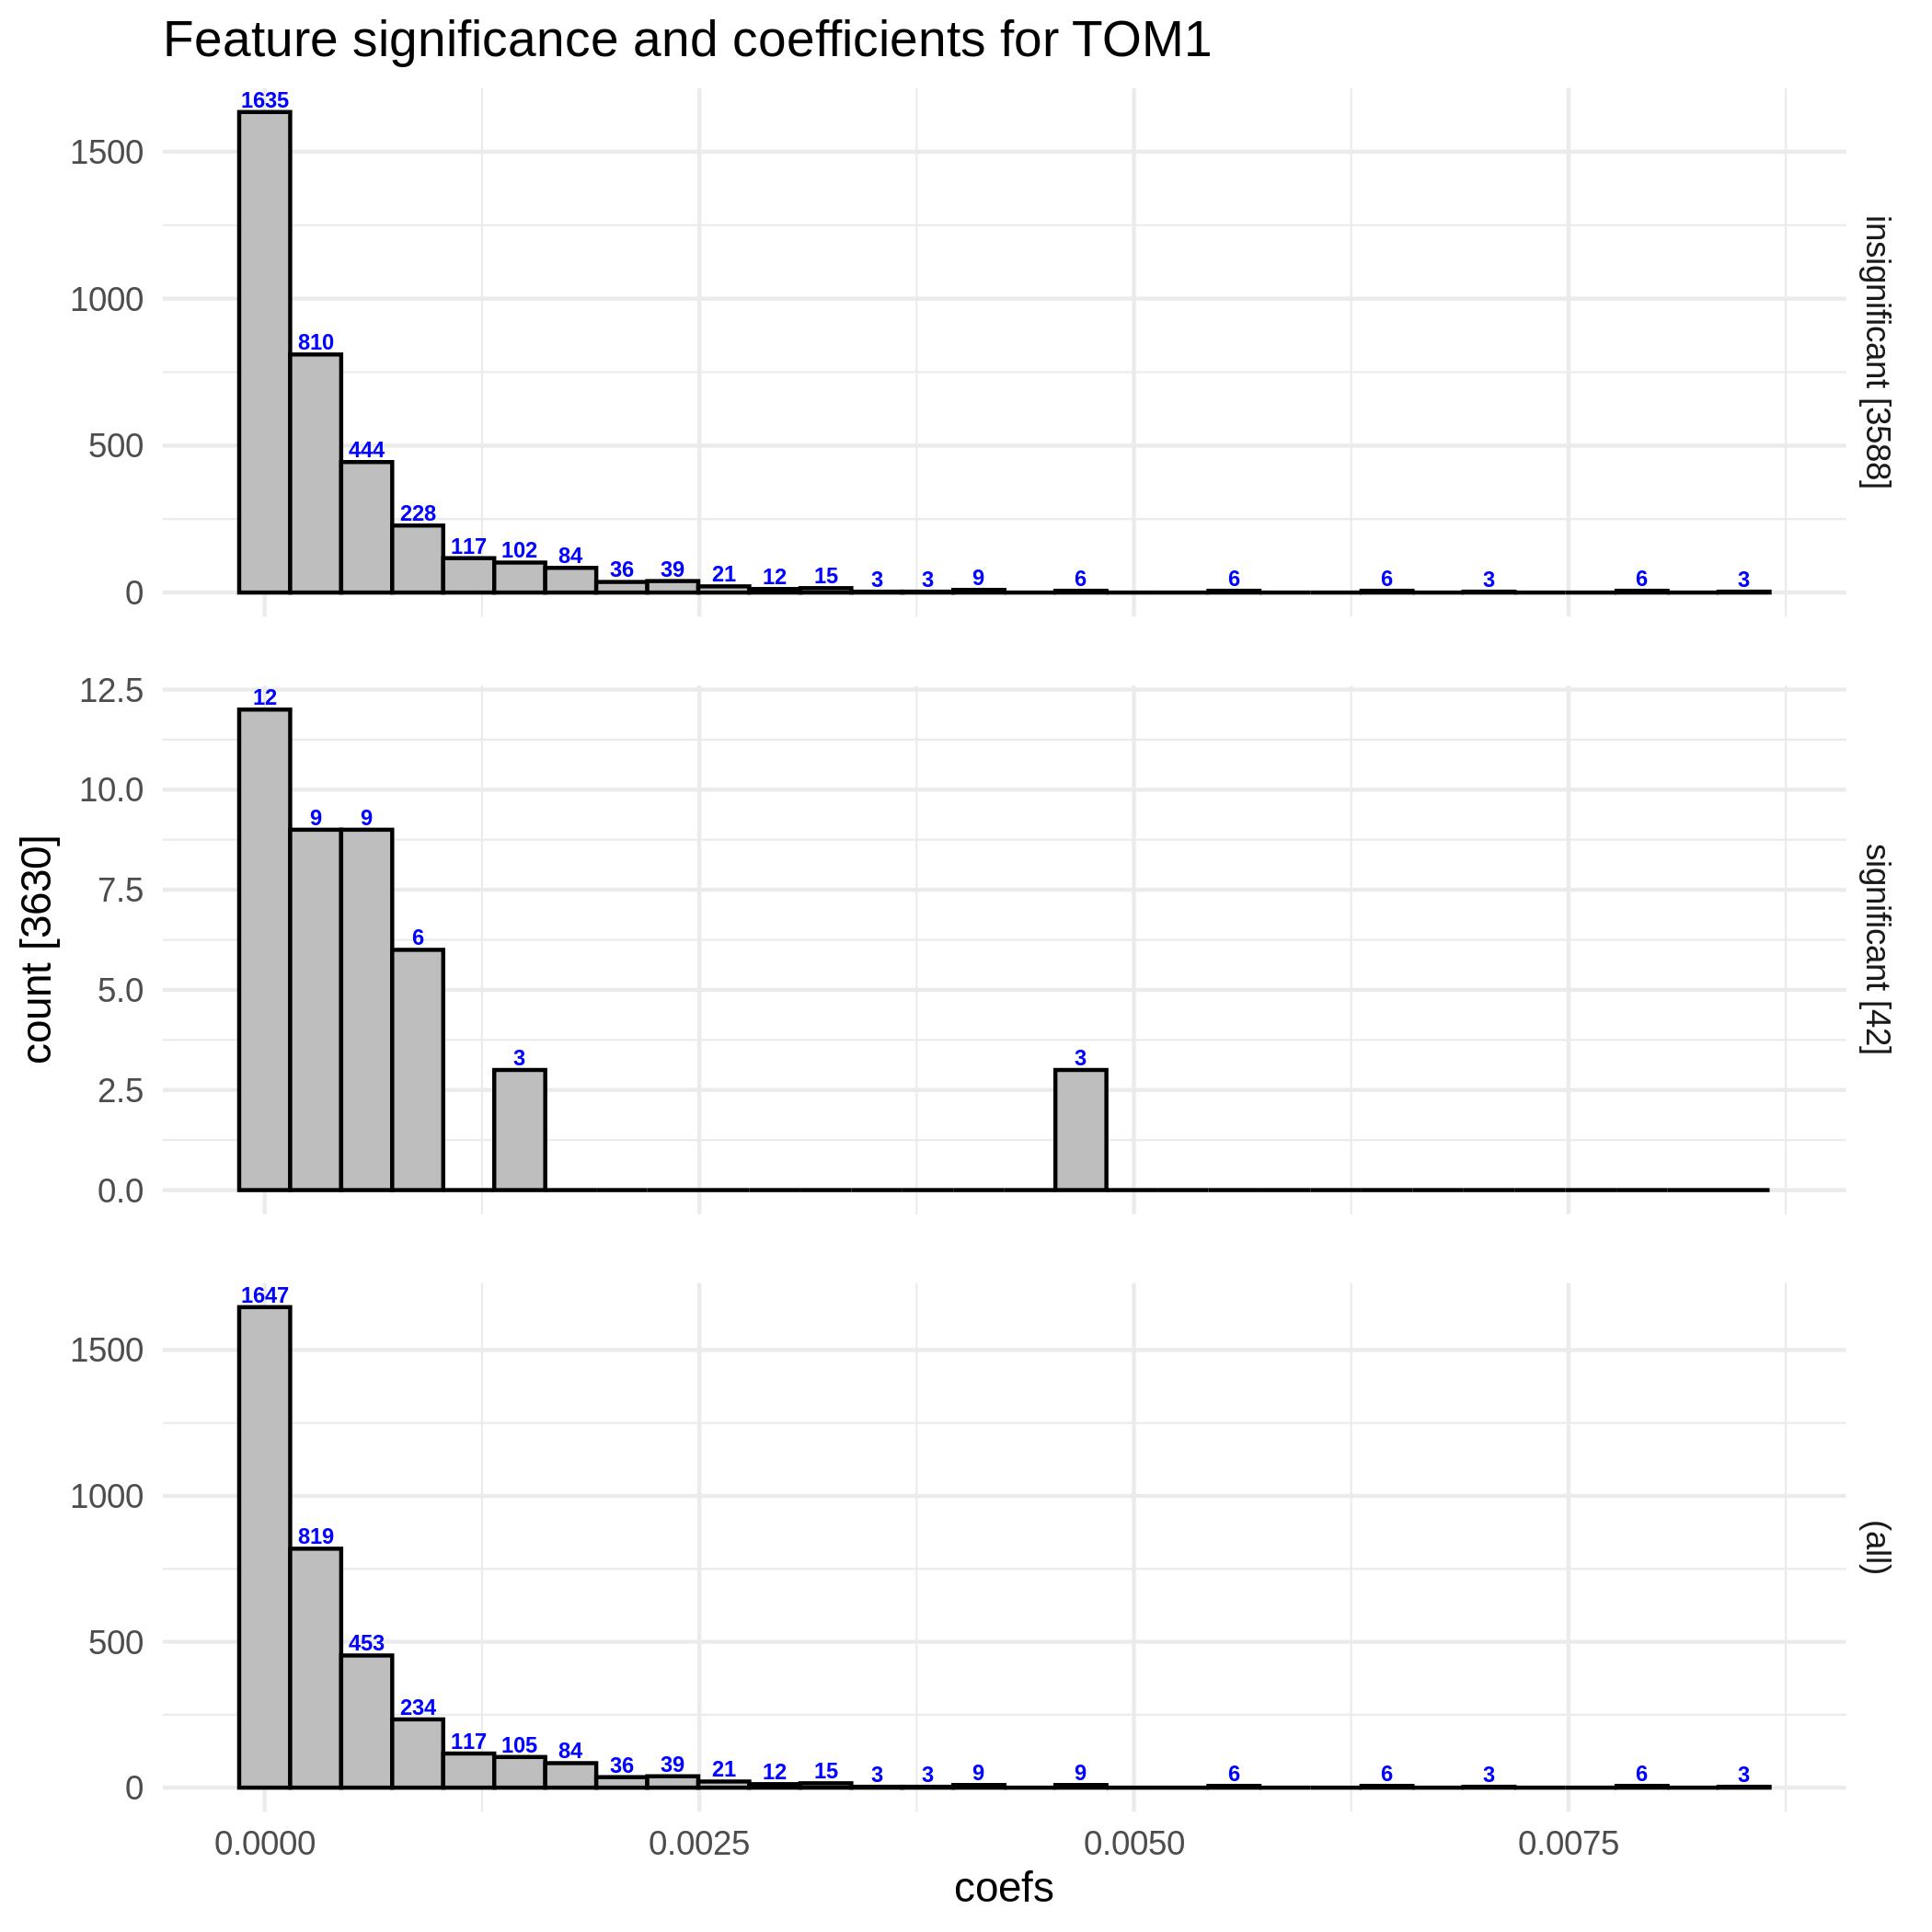 Feature significance and coefficients for TOM1
1635
1500
1000
810
500
444
228
117 102 84 36 39 21 12 15 3 3 9 6 6 6 3 6 3
0
insignificant [3588]
12.5
12
10.0
9 9
7.5
6
5.0
3 3
2.5
0.0
significant [42]
count [3630]
1647
1500
1000
819
500
453
234
117 105 84 36 39 21 12 15 3 3 9 9 6 6 3 6 3
0
(all)
0.0000 0.0025 0.0050 0.0075
coefs